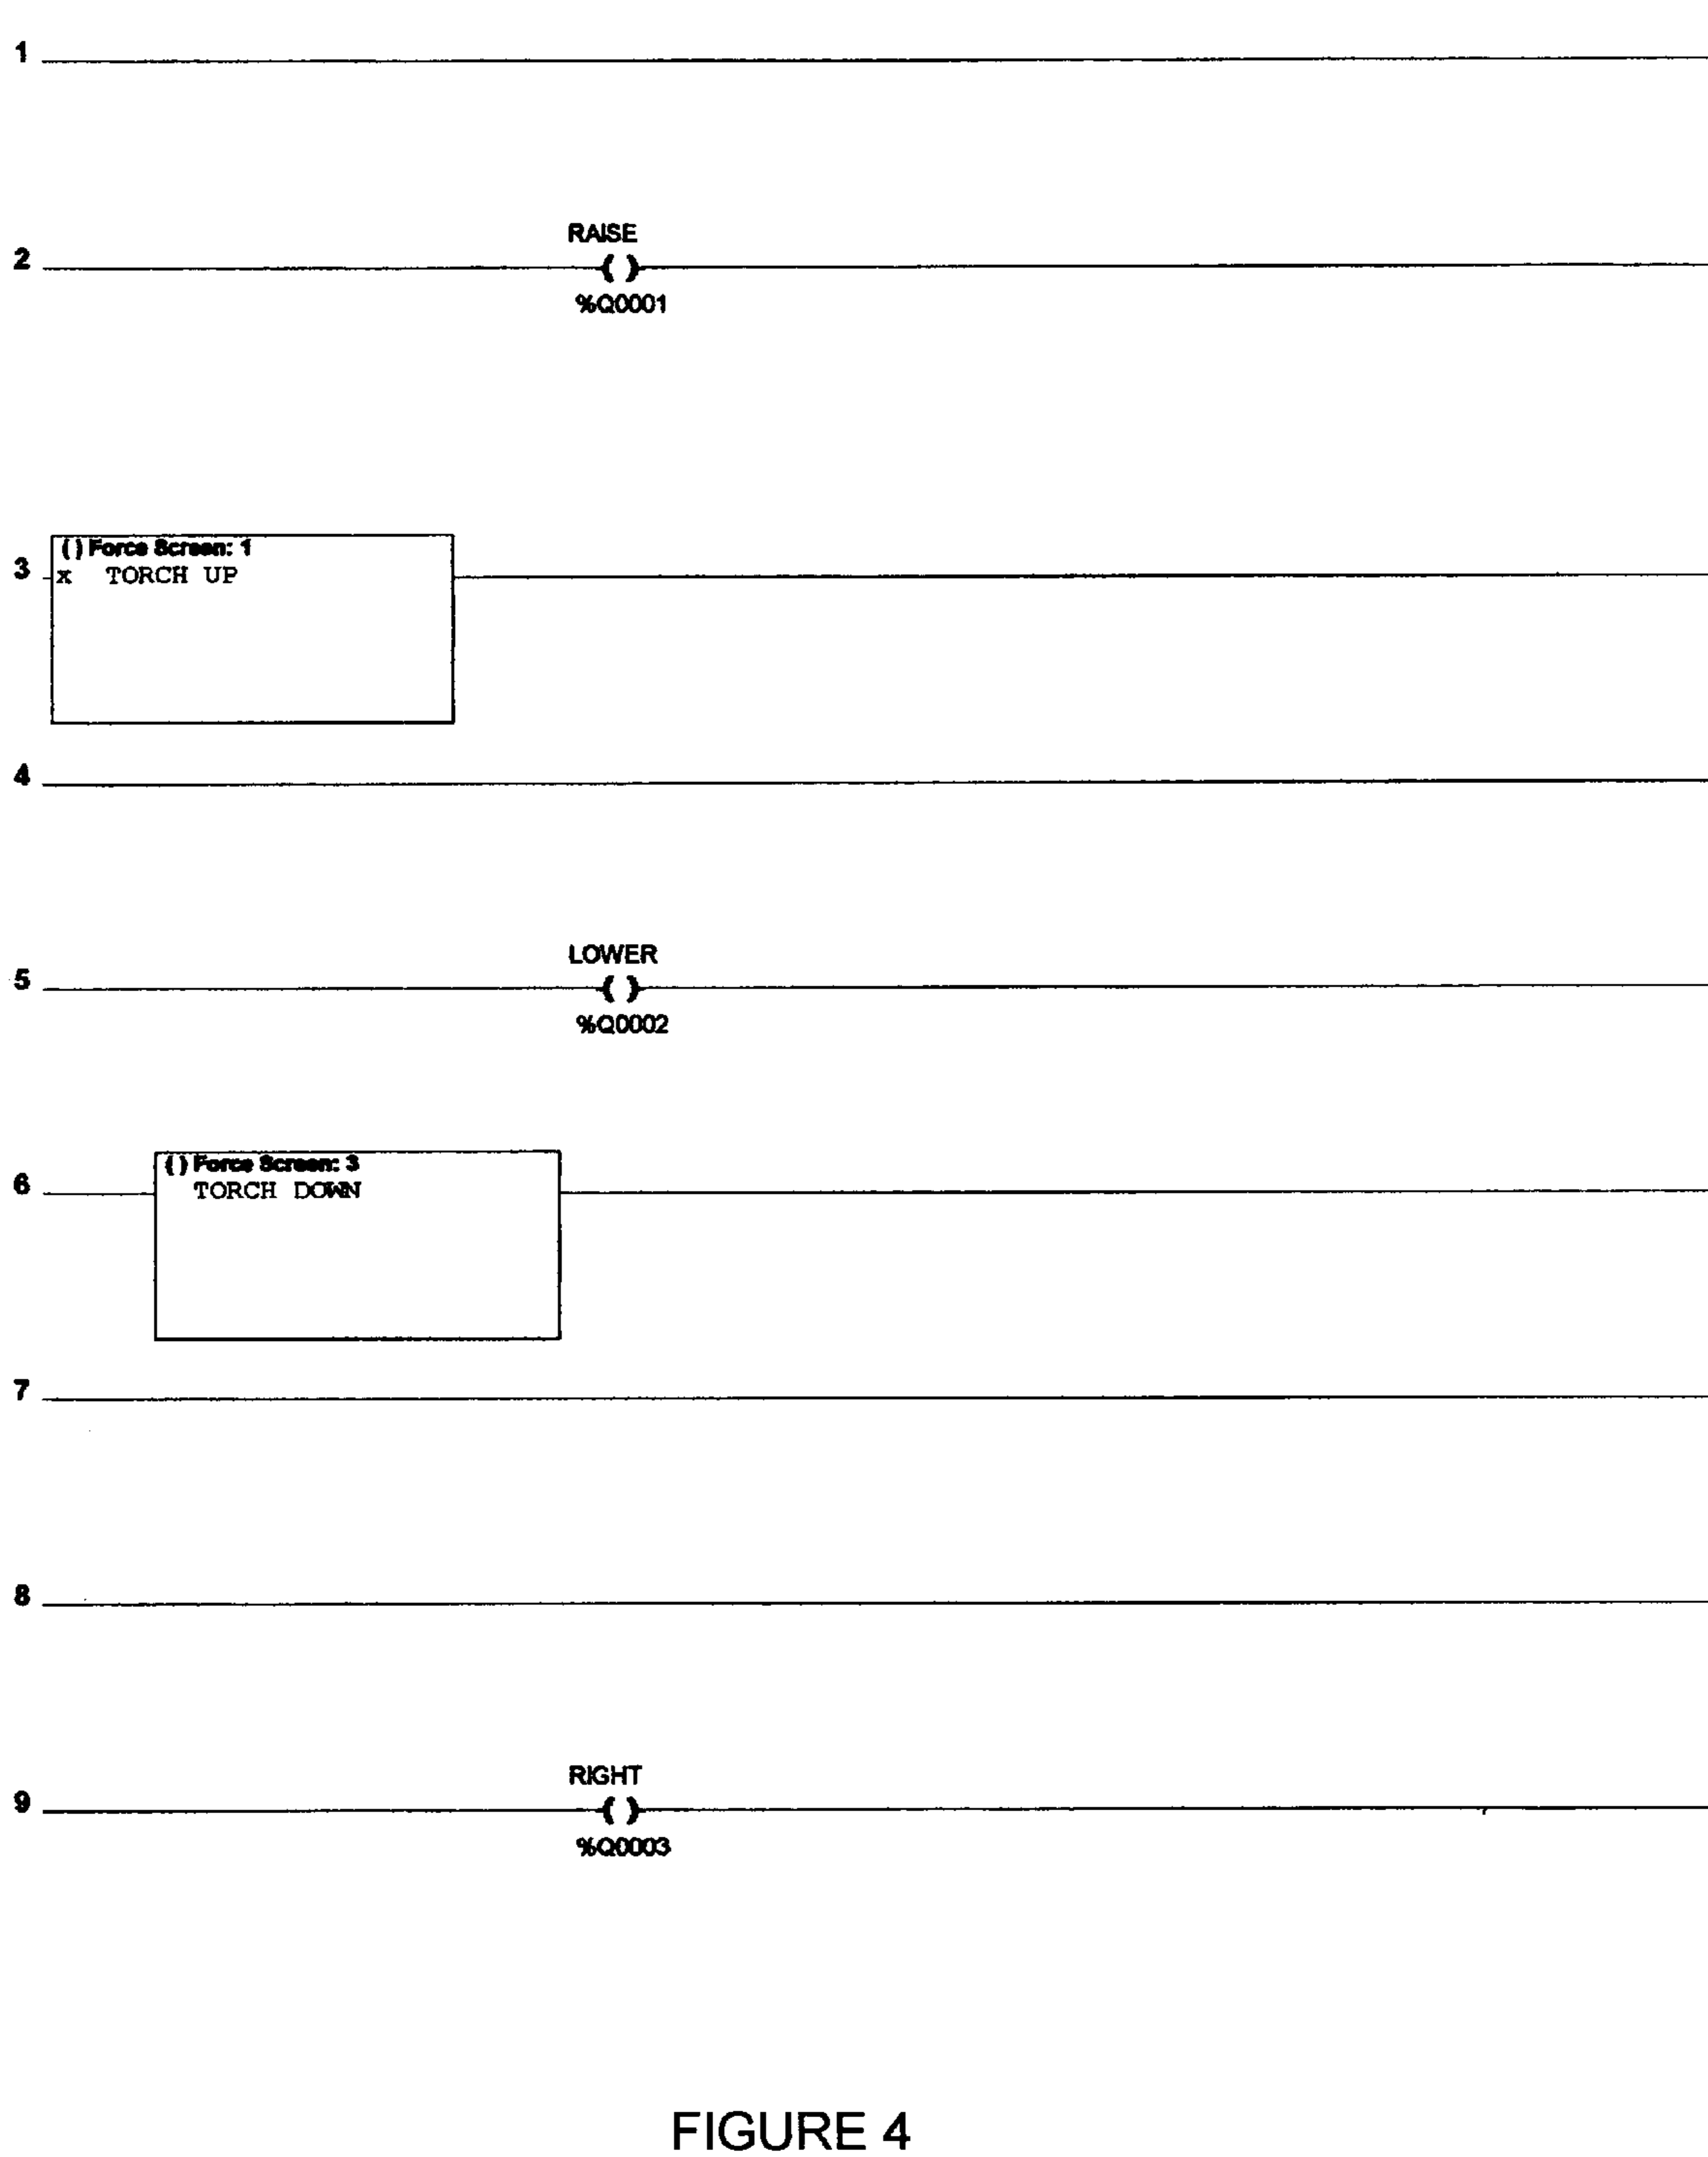 1
RAISE
2 ( )
%Q0001
( ) Force Screen: 1
3 x TORCH UP
4
LOWER
5 ( )
%Q0002
( ) Force Screen: 3
6 TORCH DOWN
7
8
RIGHT
9 ( )
%Q0003
FIGURE 4